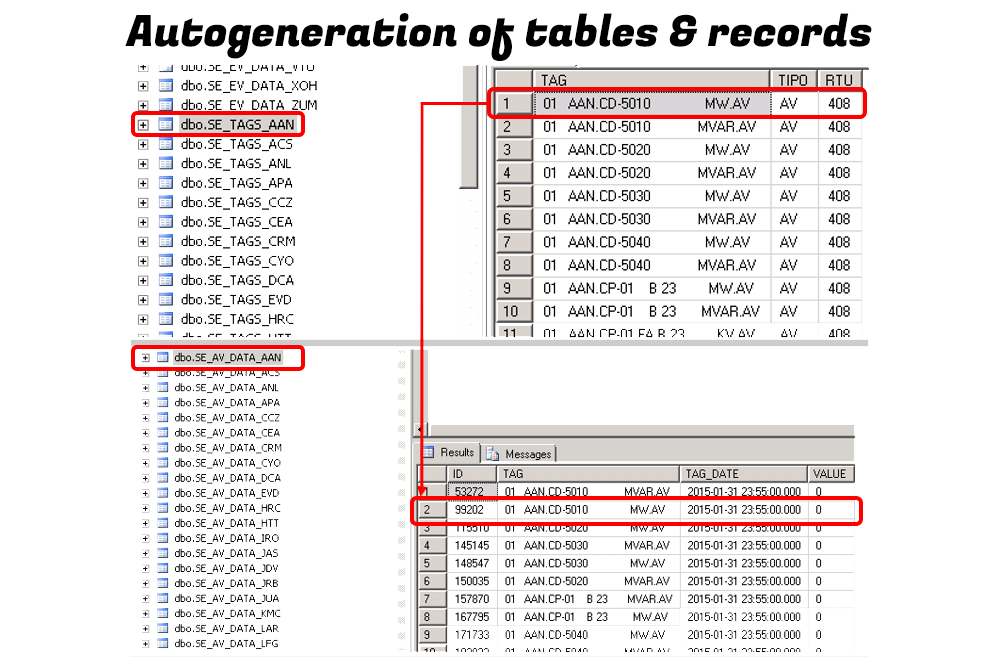 Autogeneration of tables & records
dbo.SE_EV_DATA_VTU
dbo.SE_EV_DATA_XOH
dbo.SE_EV_DATA_ZUM
dbo.SE_TAGS_AAN
dbo.SE_TAGS_ACS
dbo.SE_TAGS_ANL
dbo.SE_TAGS_APA
dbo.SE_TAGS_CCZ
dbo.SE_TAGS_CEA
dbo.SE_TAGS_CRM
dbo.SE_TAGS_CYO
dbo.SE_TAGS_DCA
dbo.SE_TAGS_EVD
dbo.SE_TAGS_HRC
dbo.SE_TAGS_HTT
TAG TIPO RTU
1 01 AAN.CD-5010 MW.AV AV 408
2 01 AAN.CD-5010 MVAR.AV AV 408
3 01 AAN.CD-5020 MW.AV AV 408
4 01 AAN.CD-5020 MVAR.AV AV 408
5 01 AAN.CD-5030 MW.AV AV 408
6 01 AAN.CD-5030 MVAR.AV AV 408
7 01 AAN.CD-5040 MW.AV AV 408
8 01 AAN.CD-5040 MVAR.AV AV 408
9 01 AAN.CP-01 B 23 MW.AV AV 408
10 01 AAN.CP-01 B 23 MVAR.AV AV 408
11 01 AAN.CP-01 FA B 23 KV.AV AV 408
dbo.SE_AV_DATA_AAN
dbo.SE_AV_DATA_ACS
dbo.SE_AV_DATA_ANL
dbo.SE_AV_DATA_APA
dbo.SE_AV_DATA_CCZ
dbo.SE_AV_DATA_CEA
dbo.SE_AV_DATA_CRM
dbo.SE_AV_DATA_CYO
dbo.SE_AV_DATA_DCA
dbo.SE_AV_DATA_EVD
dbo.SE_AV_DATA_HRC
dbo.SE_AV_DATA_HTT
dbo.SE_AV_DATA_IRO
dbo.SE_AV_DATA_JAS
dbo.SE_AV_DATA_JDV
dbo.SE_AV_DATA_JRB
dbo.SE_AV_DATA_JUA
dbo.SE_AV_DATA_KMC
dbo.SE_AV_DATA_LAR
dbo.SE_AV_DATA_LFG
Results Messages
ID TAG TAG_DATE VALUE
1 53272 01 AAN.CD-5010 MVAR.AV 2015-01-31 23:55:00.000 0
2 99202 01 AAN.CD-5010 MW.AV 2015-01-31 23:55:00.000 0
3 115510 01 AAN.CD-5020 MW.AV 2015-01-31 23:55:00.000 0
4 145145 01 AAN.CD-5030 MVAR.AV 2015-01-31 23:55:00.000 0
5 148547 01 AAN.CD-5030 MW.AV 2015-01-31 23:55:00.000 0
6 150035 01 AAN.CD-5020 MVAR.AV 2015-01-31 23:55:00.000 0
7 157870 01 AAN.CP-01 B 23 MVAR.AV 2015-01-31 23:55:00.000 0
8 167795 01 AAN.CP-01 B 23 MW.AV 2015-01-31 23:55:00.000 0
9 171733 01 AAN.CD-5040 MW.AV 2015-01-31 23:55:00.000 0
10 01 AAN.CD-5040 MVAR.AV 2015-01-31 23:55:00.000 0